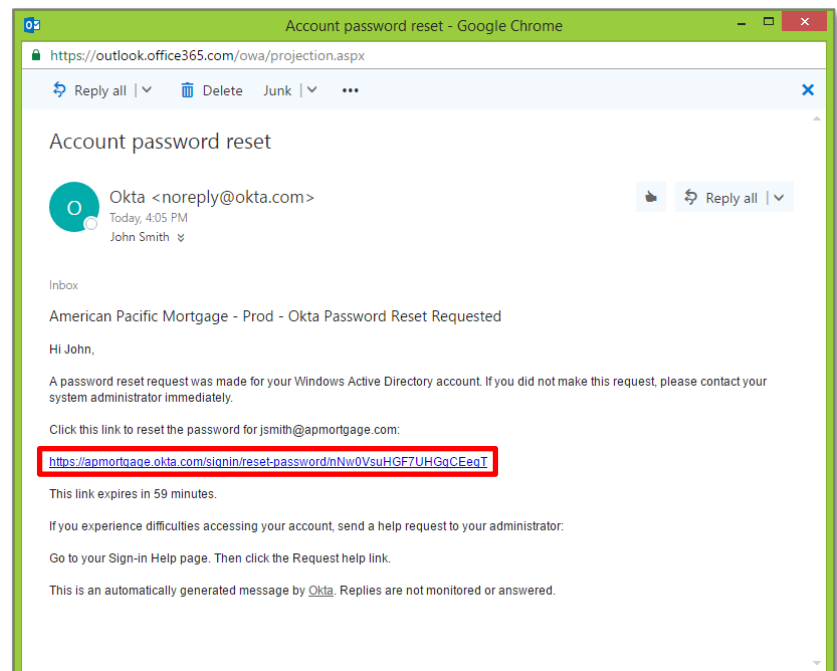 Account password reset - Google Chrome
https://outlook.office365.com/owa/projection.aspx
Reply all
Delete
Junk
Account password reset
O
Okta <noreply@okta.com>
Today, 4:05 PM
John Smith
Reply all
Inbox
American Pacific Mortgage - Prod - Okta Password Reset Requested
Hi John,
A password reset request was made for your Windows Active Directory account. If you did not make this request, please contact your
system administrator immediately.
Click this link to reset the password for jsmith@apmortgage.com:
https://apmortgage.okta.com/signin/reset-password/nNw0VsuHGF7UHGgCEegT
This link expires in 59 minutes.
If you experience difficulties accessing your account, send a help request to your administrator:
Go to your Sign-in Help page. Then click the Request help link.
This is an automatically generated message by Okta. Replies are not monitored or answered.